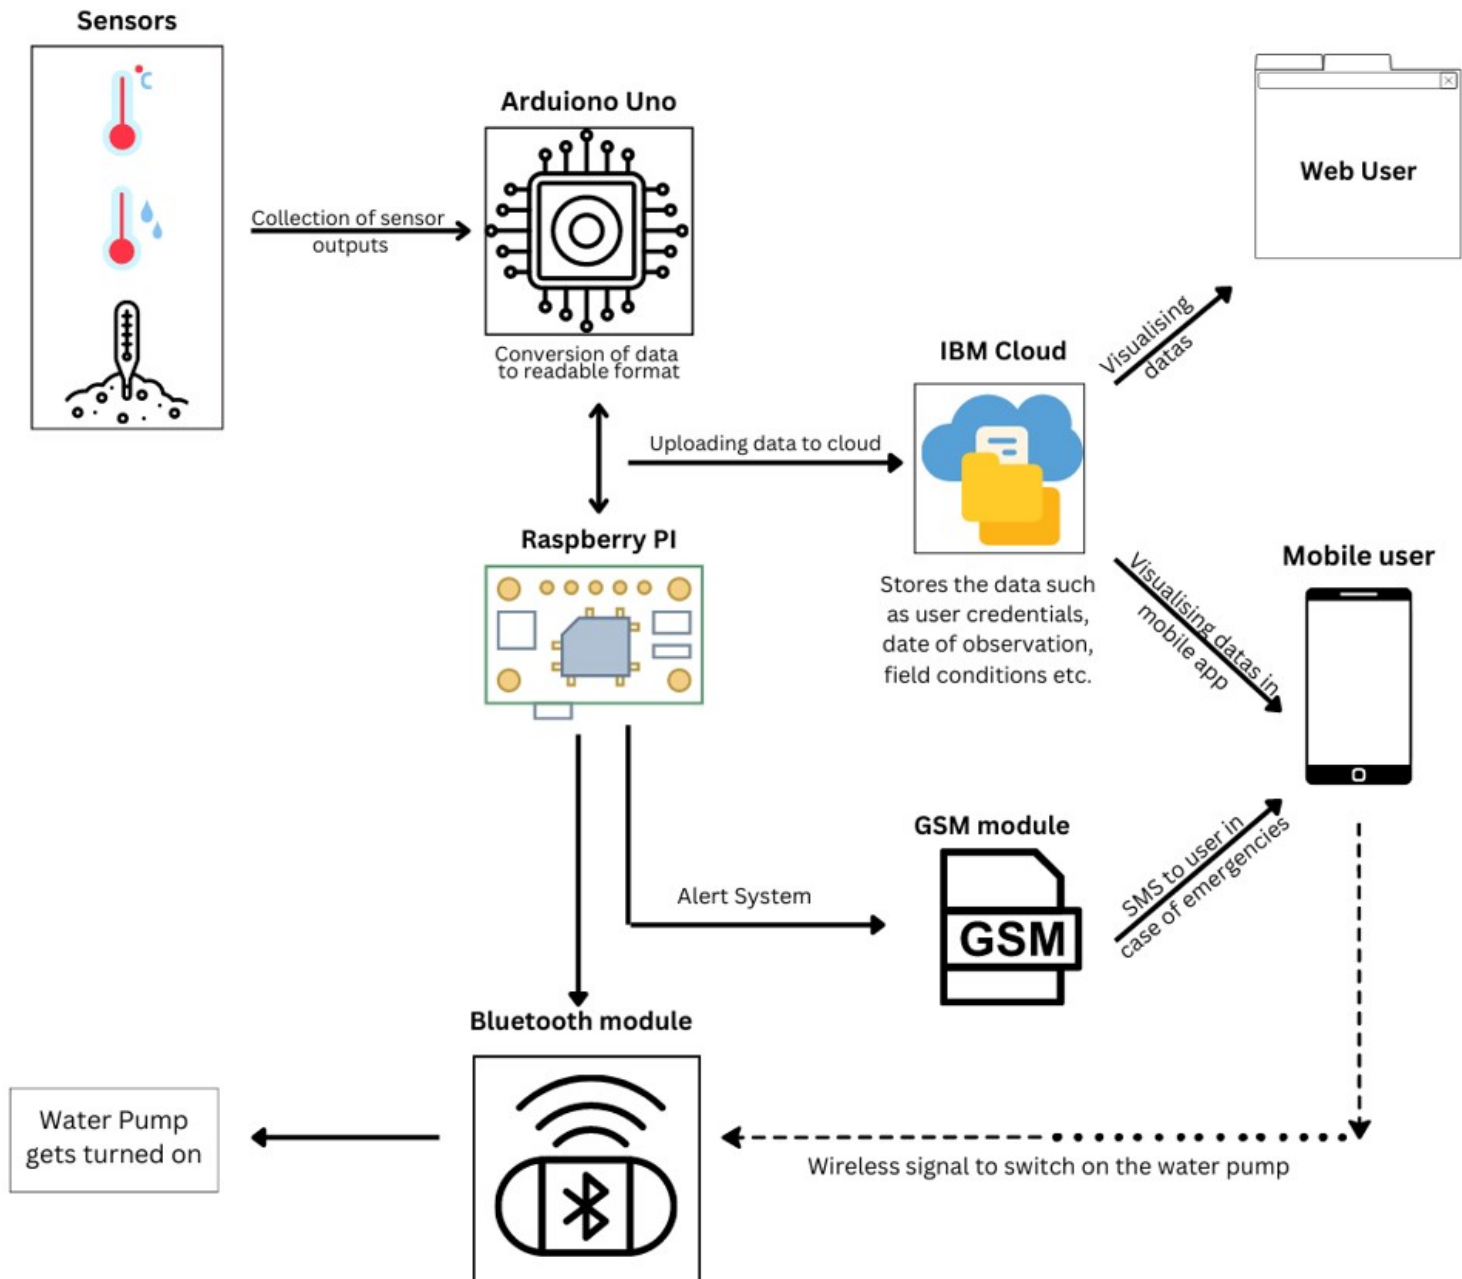 Sensors
°C
Arduiono Uno
Collection of sensor
outputs
Conversion of data
to readable format
Web User
IBM Cloud
Visualising
datas
Uploading data to cloud
Raspberry PI
Stores the data such
as user credentials,
date of observation,
field conditions etc.
Visualising datas in
mobile app
Mobile user
GSM module
GSM
Alert System
SMS to user in
case of emergencies
Bluetooth module
Water Pump
gets turned on
Wireless signal to switch on the water pump